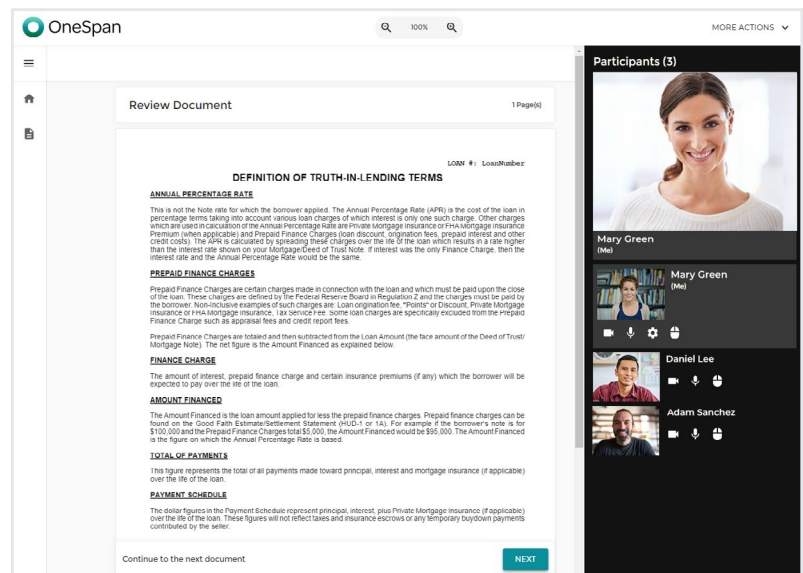 OneSpan
100%
MORE ACTIONS
Participants (3)
Review Document
1 Page(s)
LOAN #: LoanNumber
DEFINITION OF TRUTH-IN-LENDING TERMS
ANNUAL PERCENTAGE RATE
This is not the Note rate for which the borrower applied. The Annual Percentage Rate (APR) is the cost of the loan in
percentage terms taking into account various loan charges of which interest is only one such charge. Other charges
which are used in calculation of the Annual Percentage Rate are Private Mortgage Insurance or FHA Mortgage Insurance
Premium (when applicable) and Prepaid Finance Charges (loan discount, origination fees, prepaid interest and other
credit costs). The APR is calculated by spreading these charges over the life of the loan which results in a rate higher
than the interest rate shown on your Mortgage/Deed of Trust Note. If interest was the only Finance Charge, then the
interest rate and the Annual Percentage Rate would be the same.
PREPAID FINANCE CHARGES
Prepaid Finance Charges are certain charges made in connection with the loan and which must be paid upon the close
of the loan. These charges are defined by the Federal Reserve Board in Regulation Z and the charges must be paid by
the borrower. Non-Inclusive examples of such charges are: Loan origination fee, "Points" or Discount, Private Mortgage
Insurance or FHA Mortgage Insurance, Tax Service Fee. Some loan charges are specifically excluded from the Prepaid
Finance Charge such as appraisal fees and credit report fees.
Prepaid Finance Charges are totaled and then subtracted from the Loan Amount (the face amount of the Deed of Trust/
Mortgage Note). The net figure is the Amount Financed as explained below.
FINANCE CHARGE
The amount of interest, prepaid finance charge and certain insurance premiums (if any) which the borrower will be
expected to pay over the life of the loan.
AMOUNT FINANCED
The Amount Financed is the loan amount applied for less the prepaid finance charges. Prepaid finance charges can be
found on the Good Faith Estimate/Settlement Statement (HUD-1 or 1A). For example if the borrower's note is for
$100,000 and the Prepaid Finance Charges total $5,000, the Amount Financed would be $95,000. The Amount Financed
is the figure on which the Annual Percentage Rate is based.
TOTAL OF PAYMENTS
This figure represents the total of all payments made toward principal, interest and mortgage insurance (if applicable)
over the life of the loan.
PAYMENT SCHEDULE
The dollar figures in the Payment Schedule represent principal, interest, plus Private Mortgage Insurance (if applicable)
over the life of the loan. These figures will not reflect taxes and insurance escrows or any temporary buydown payments
contributed by the seller.
Continue to the next document
NEXT
Mary Green
(Me)
Mary Green
(Me)
Daniel Lee
Adam Sanchez